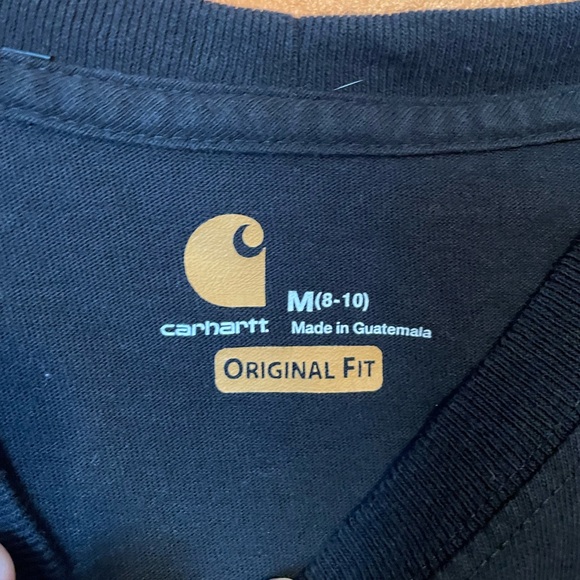 M(8-10)
carhartt Made in Guatemala
ORIGINAL FIT